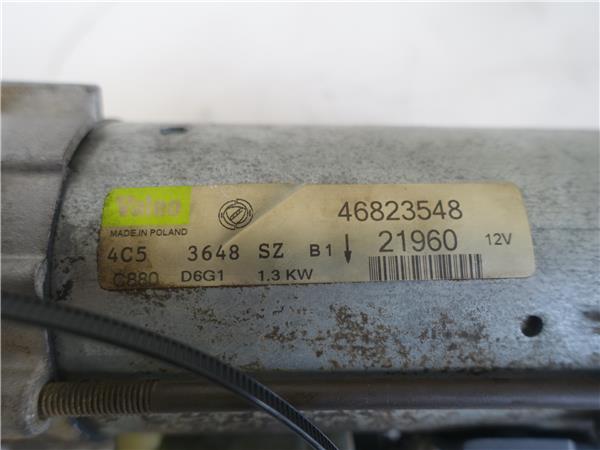 Valeo
MADE IN POLAND
46823548
4C5 3648 SZ B1 ↓ 21960 12V
C880 D6G1 1.3 KW